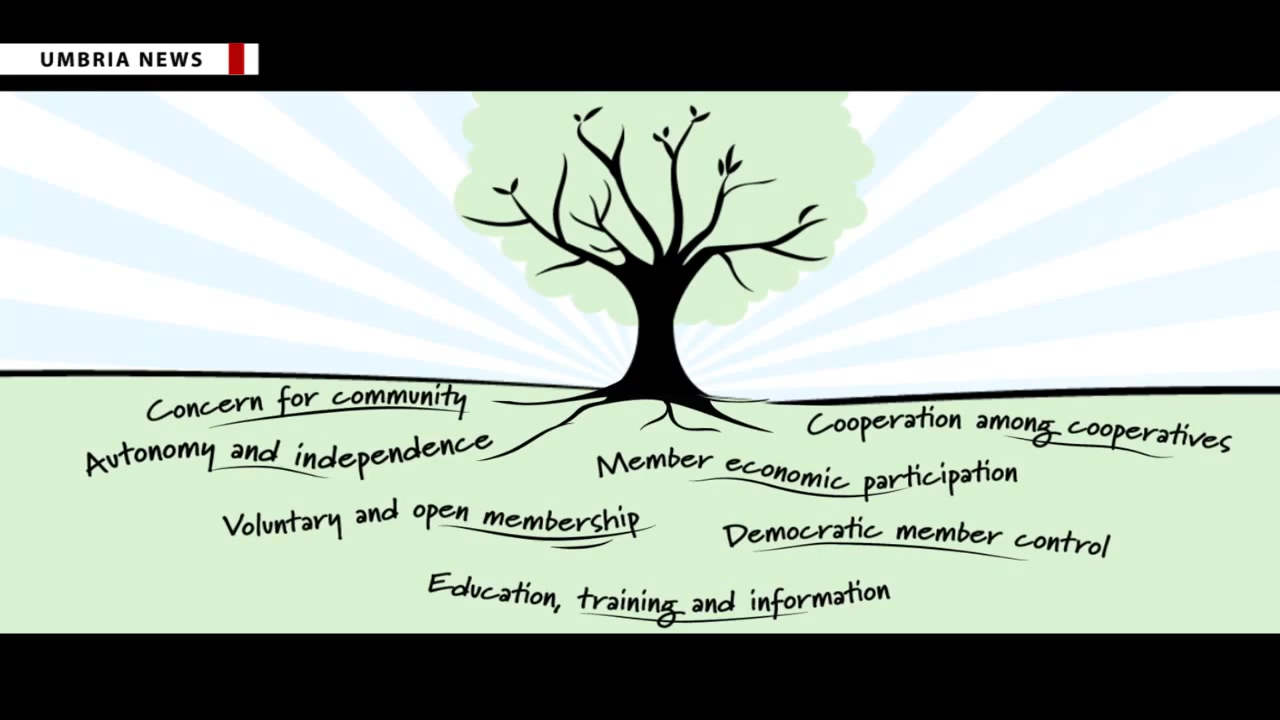 UMBRIA NEWS
Concern for community
Autonomy and independence
Cooperation among cooperatives
Member economic participation
Voluntary and open membership
Democratic member control
Education, training and information